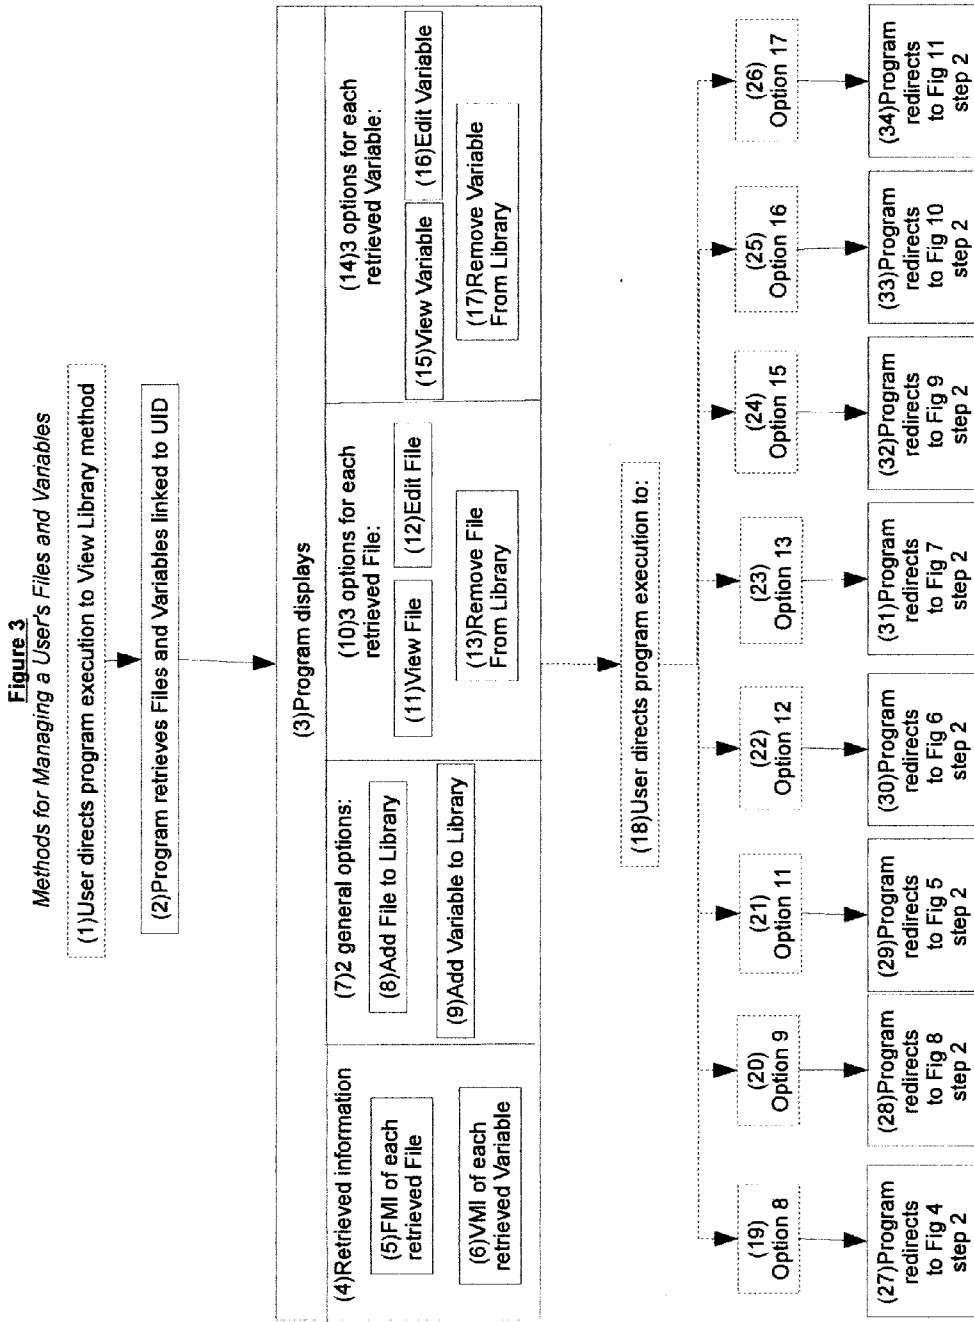 Figure 3
Methods for Managing a User's Files and Variables
(1)User directs program execution to View Library method
(2)Program retrieves Files and Variables linked to UID
(3)Program displays
(4)Retrieved information
(5)FMI of each
retrieved File
(6)VMI of each
retrieved Variable
(7)2 general options:
(8)Add File to Library
(9)Add Variable to Library
(10)3 options for each
retrieved File:
(11)View File
(12)Edit File
(13)Remove File
From Library
(14)3 options for each
retrieved Variable:
(15)View Variable
(16)Edit Variable
(17)Remove Variable
From Library
(18)User directs program execution to:
(19)
Option 8
(20)
Option 9
(21)
Option 11
(22)
Option 12
(23)
Option 13
(24)
Option 15
(25)
Option 16
(26)
Option 17
(27)Program
redirects
to Fig 4
step 2
(28)Program
redirects
to Fig 8
step 2
(29)Program
redirects
to Fig 5
step 2
(30)Program
redirects
to Fig 6
step 2
(31)Program
redirects
to Fig 7
step 2
(32)Program
redirects
to Fig 9
step 2
(33)Program
redirects
to Fig 10
step 2
(34)Program
redirects
to Fig 11
step 2